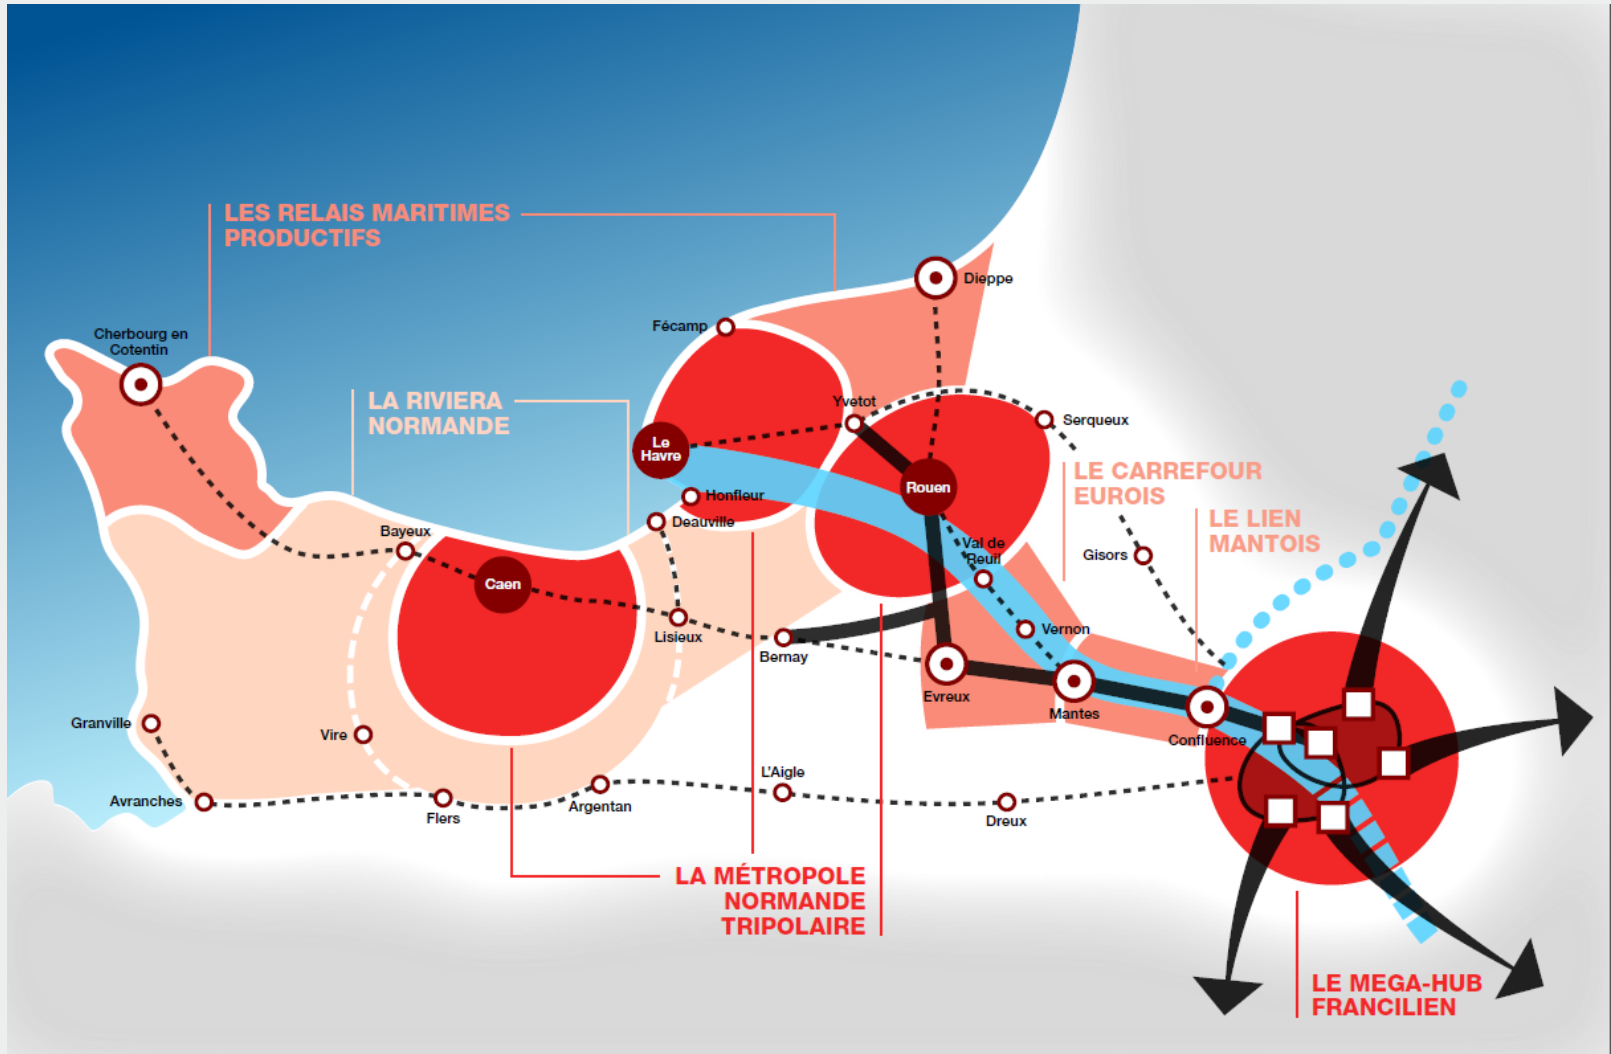 LES RELAIS MARITIMES
PRODUCTIFS
Dieppe
Fécamp
Cherbourg en
Cotentin
LA RIVIERA
NORMANDE
Yvetot
Serqueux
Le
Havre
LE CARREFOUR
EUROIS
Rouen
Honfleur
Deauville
LE LIEN
MANTOIS
Bayeux
Val de
Reuil
Gisors
Caen
Lisieux
Vernon
Bernay
Evreux
Mantes
Granville
Vire
Confluence
L'Aigle
Avranches
Flers
Argentan
Dreux
LA MÉTROPOLE
NORMANDE
TRIPOLAIRE
LE MEGA-HUB
FRANCILIEN